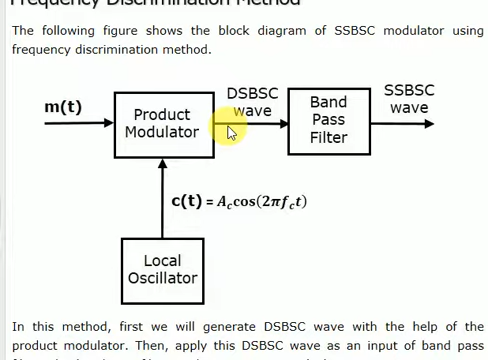 Frequency Discrimination Method
The following figure shows the block diagram of SSBSC modulator using
frequency discrimination method.
m(t)
Product
Modulator
DSBSC
wave
Band
Pass
Filter
SSBSC
wave
c(t) = A_c cos(2πf_c t)
Local
Oscillator
In this method, first we will generate DSBSC wave with the help of the
product modulator. Then, apply this DSBSC wave as an input of band pass